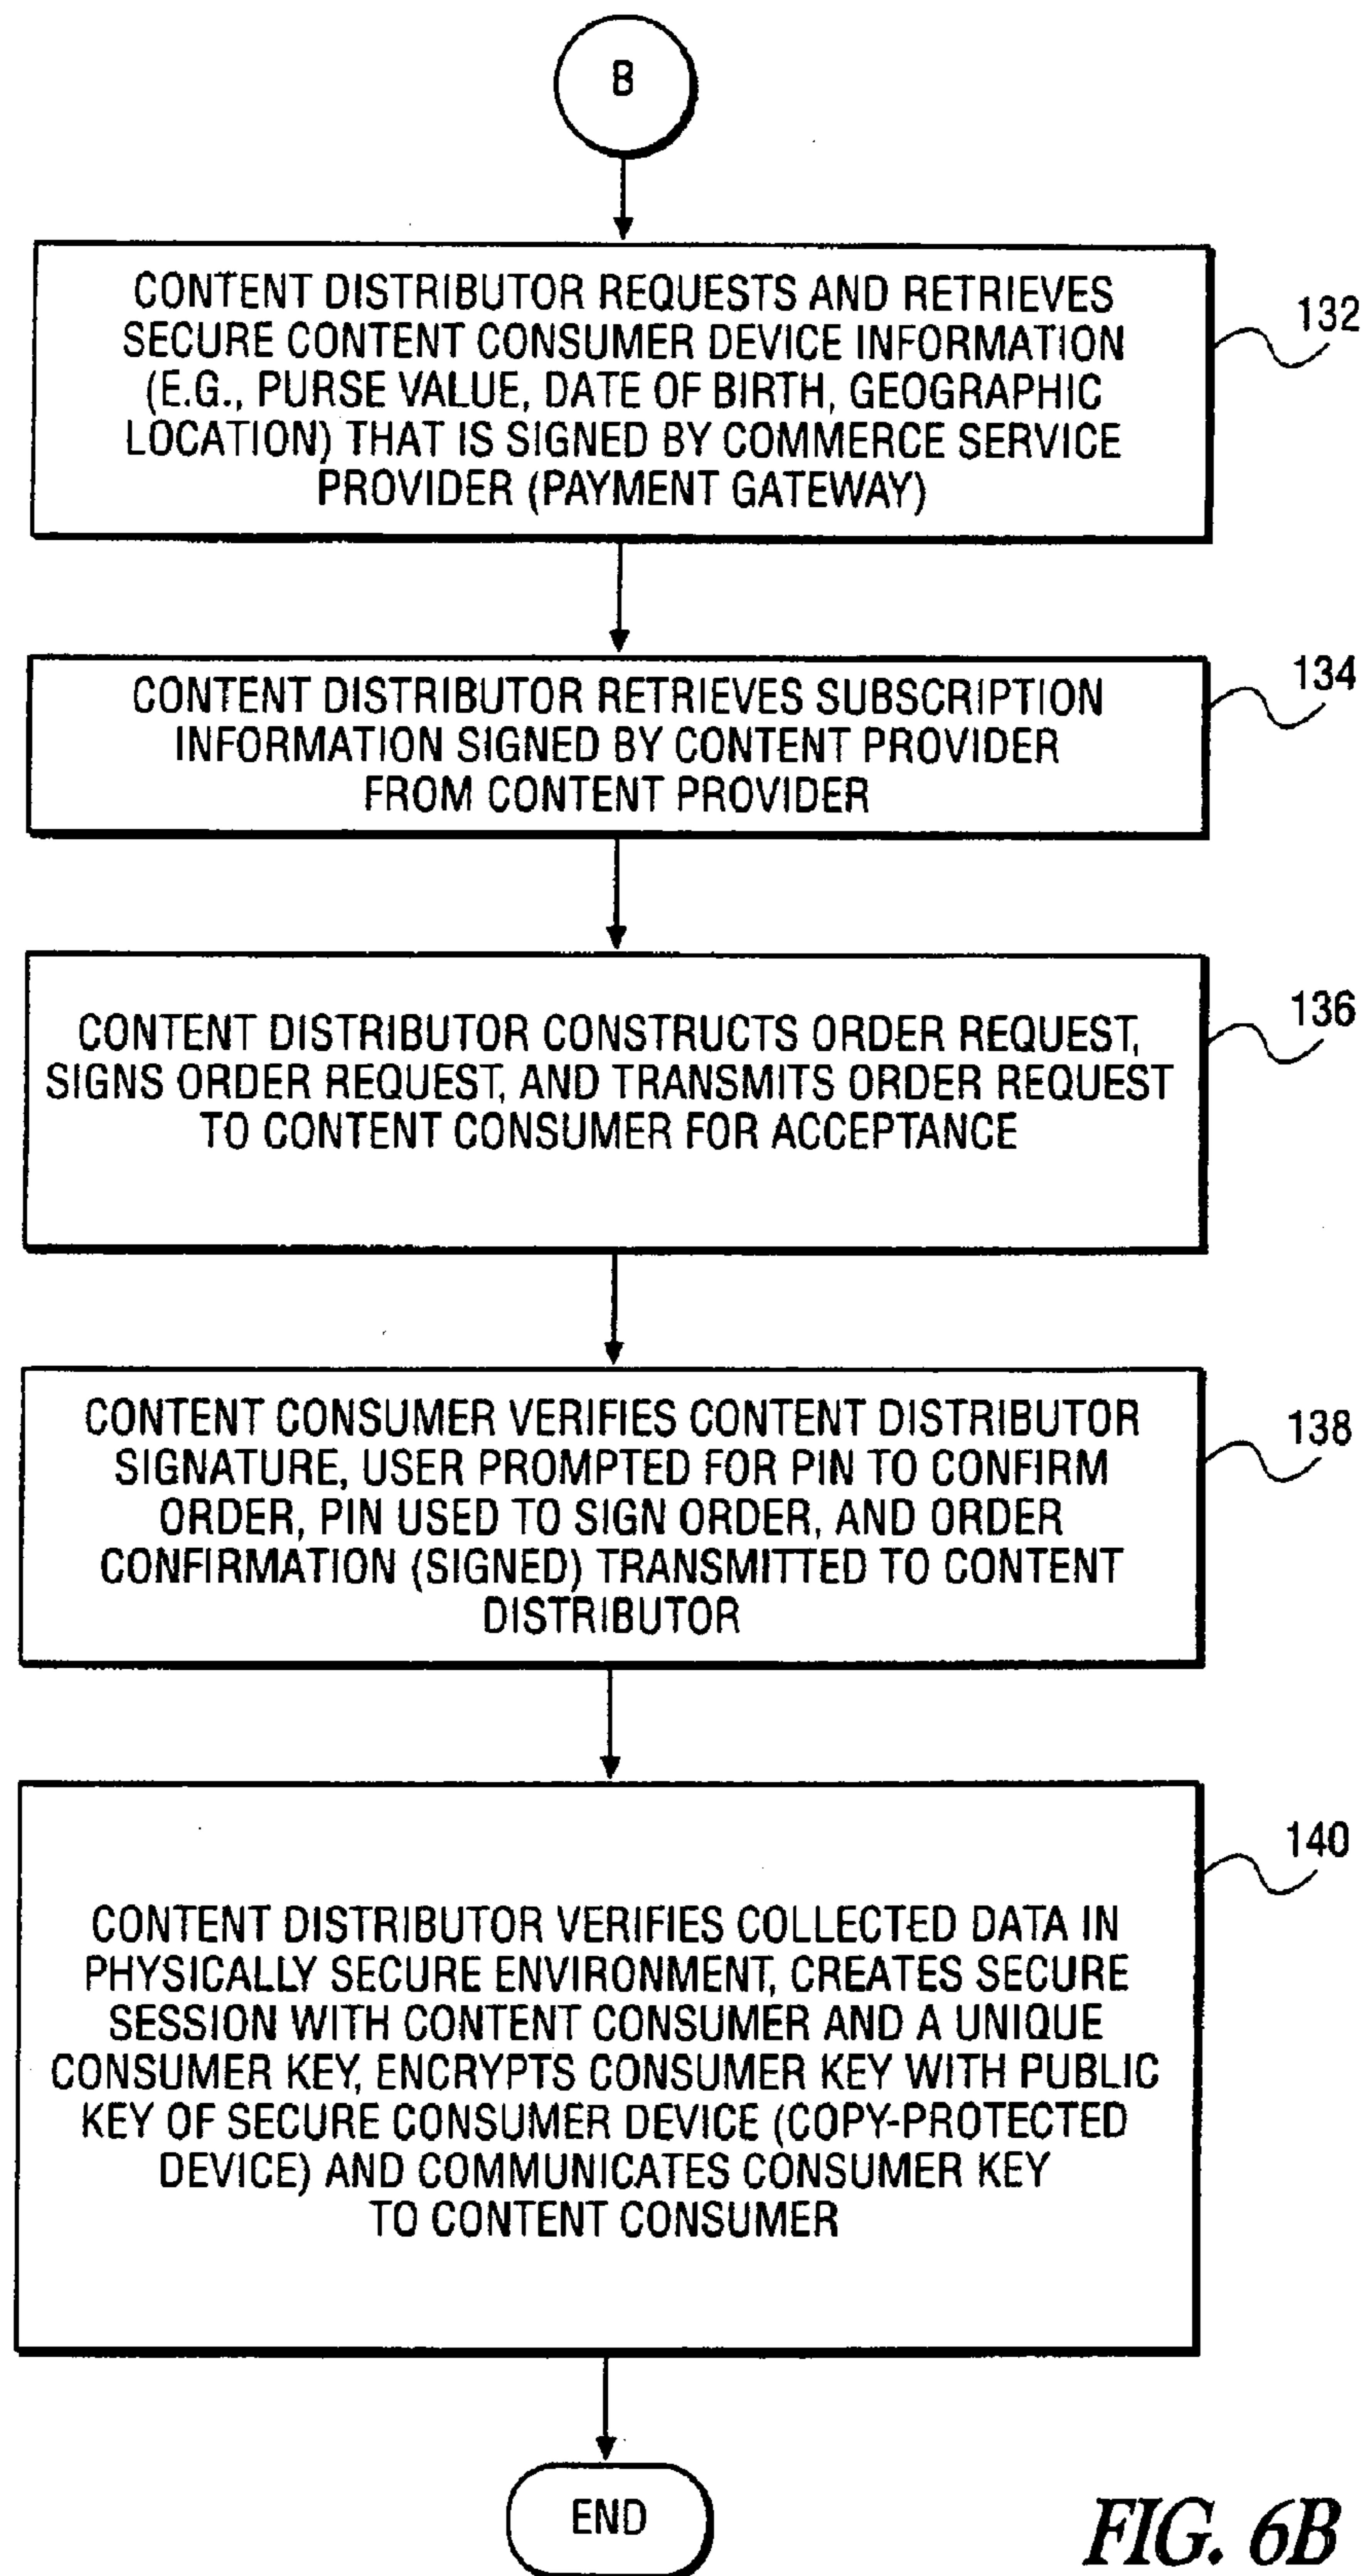 B
CONTENT DISTRIBUTOR REQUESTS AND RETRIEVES
SECURE CONTENT CONSUMER DEVICE INFORMATION
(E.G., PURSE VALUE, DATE OF BIRTH, GEOGRAPHIC
LOCATION) THAT IS SIGNED BY COMMERCE SERVICE
PROVIDER (PAYMENT GATEWAY)
132
CONTENT DISTRIBUTOR RETRIEVES SUBSCRIPTION
INFORMATION SIGNED BY CONTENT PROVIDER
FROM CONTENT PROVIDER
134
CONTENT DISTRIBUTOR CONSTRUCTS ORDER REQUEST,
SIGNS ORDER REQUEST, AND TRANSMITS ORDER REQUEST
TO CONTENT CONSUMER FOR ACCEPTANCE
136
CONTENT CONSUMER VERIFIES CONTENT DISTRIBUTOR
SIGNATURE, USER PROMPTED FOR PIN TO CONFIRM
ORDER, PIN USED TO SIGN ORDER, AND ORDER
CONFIRMATION (SIGNED) TRANSMITTED TO CONTENT
DISTRIBUTOR
138
CONTENT DISTRIBUTOR VERIFIES COLLECTED DATA IN
PHYSICALLY SECURE ENVIRONMENT, CREATES SECURE
SESSION WITH CONTENT CONSUMER AND A UNIQUE
CONSUMER KEY, ENCRYPTS CONSUMER KEY WITH PUBLIC
KEY OF SECURE CONSUMER DEVICE (COPY-PROTECTED
DEVICE) AND COMMUNICATES CONSUMER KEY
TO CONTENT CONSUMER
140
END
FIG. 6B